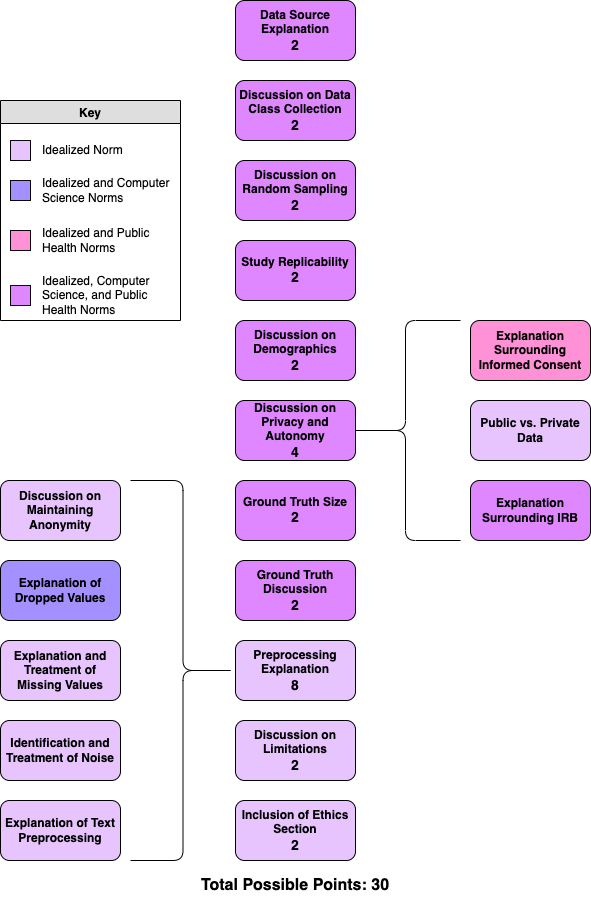 Data Source
Explanation
2
Discussion on Data
Class Collection
2
Key
Idealized Norm
Idealized and Computer
Science Norms
Idealized and Public
Health Norms
Idealized, Computer
Science, and Public
Health Norms
Discussion on
Random Sampling
2
Study Replicability
2
Discussion on
Demographics
2
Discussion on
Privacy and
Autonomy
4
Explanation
Surrounding
Informed Consent
Public vs. Private
Data
Explanation
Surrounding IRB
Ground Truth Size
2
Ground Truth
Discussion
2
Preprocessing
Explanation
8
Discussion on
Maintaining
Anonymity
Explanation of
Dropped Values
Explanation and
Treatment of
Missing Values
Identification and
Treatment of Noise
Explanation of Text
Preprocessing
Discussion on
Limitations
2
Inclusion of Ethics
Section
2
Total Possible Points: 30